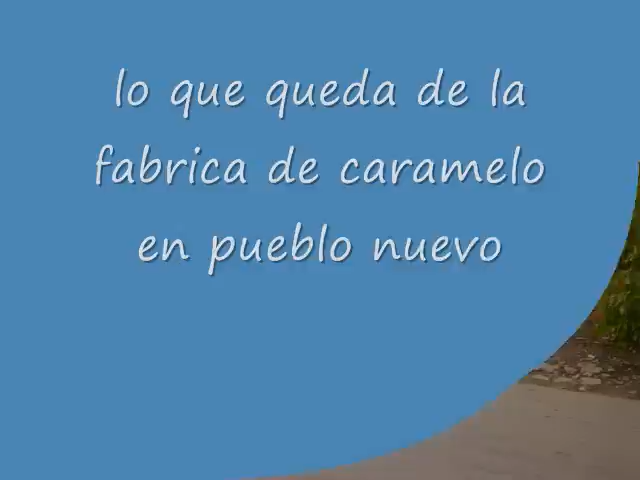 lo que queda de la
fabrica de caramelo
en pueblo nuevo